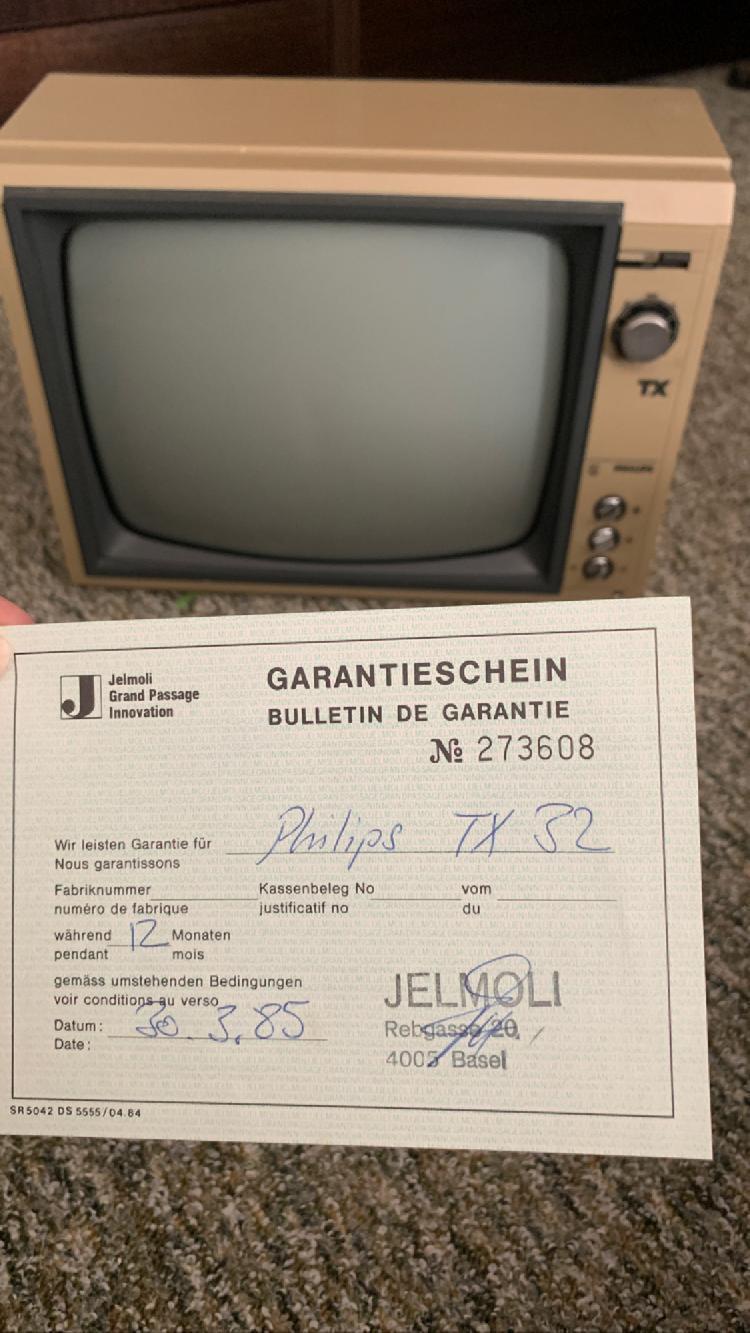 TX
PHILIPS
Jelmoli
Grand Passage
Innovation
GARANTIESCHEIN
BULLETIN DE GARANTIE
№ 273608
Wir leisten Garantie für Philips TX 32
Nous garantissons
Fabriknummer Kassenbeleg No vom
numéro de fabrique justificatif no du
während 12 Monaten
pendant mois
gemäss umstehenden Bedingungen
voir conditions au verso
Datum: 30.3.85
Date:
JELMOLI
Rebgasse 20
4005 Basel
SR5042 DS 5555/04.84